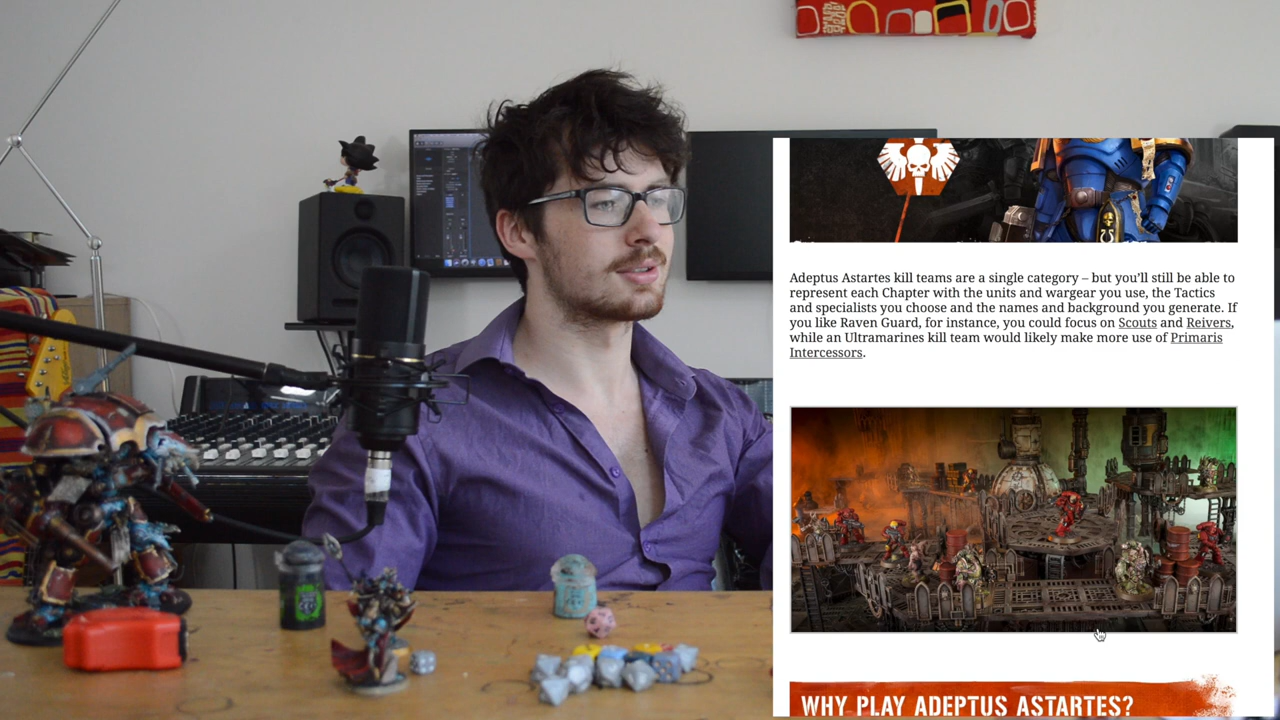 Adeptus Astartes kill teams are a single category – but you’ll still be able to
represent each Chapter with the units and wargear you use, the Tactics
and specialists you choose and the names and background you generate. If
you like Raven Guard, for instance, you could focus on Scouts and Reivers,
while an Ultramarines kill team would likely make more use of Primaris
Intercessors.
WHY PLAY ADEPTUS ASTARTES?